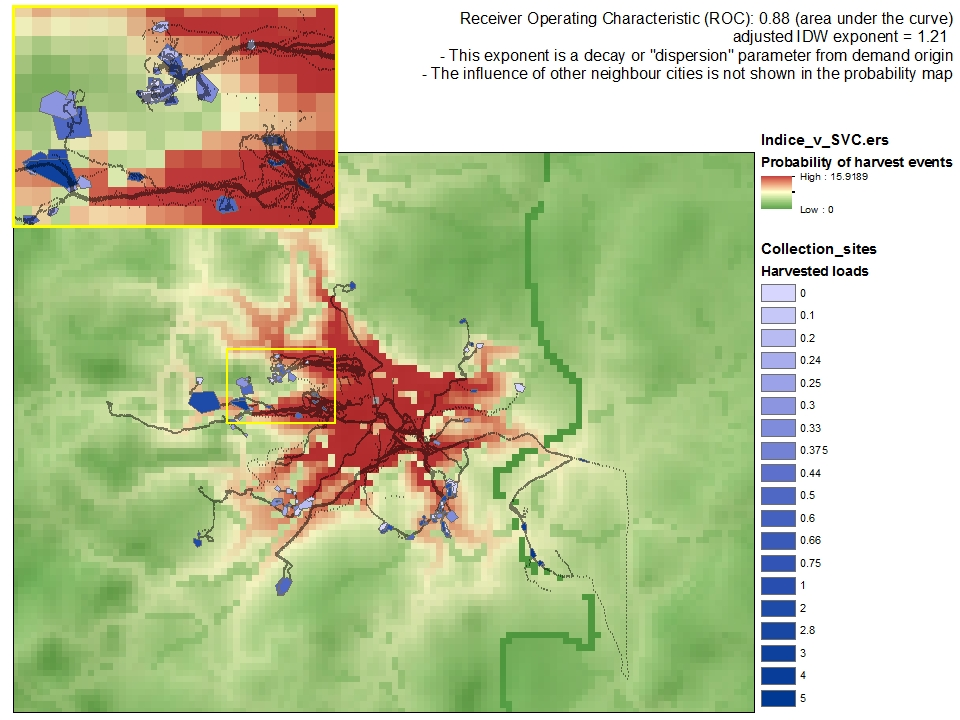 Receiver Operating Characteristic (ROC): 0.88 (area under the curve)
adjusted IDW exponent = 1.21
- This exponent is a decay or "dispersion" parameter from demand origin
- The influence of other neighbour cities is not shown in the probability map
Indice_v_SVC.ers
Probability of harvest events
High : 15.9189
Low : 0
Collection_sites
Harvested loads
0
0.1
0.2
0.24
0.25
0.3
0.33
0.375
0.44
0.5
0.6
0.66
0.75
1
2
2.8
3
4
5